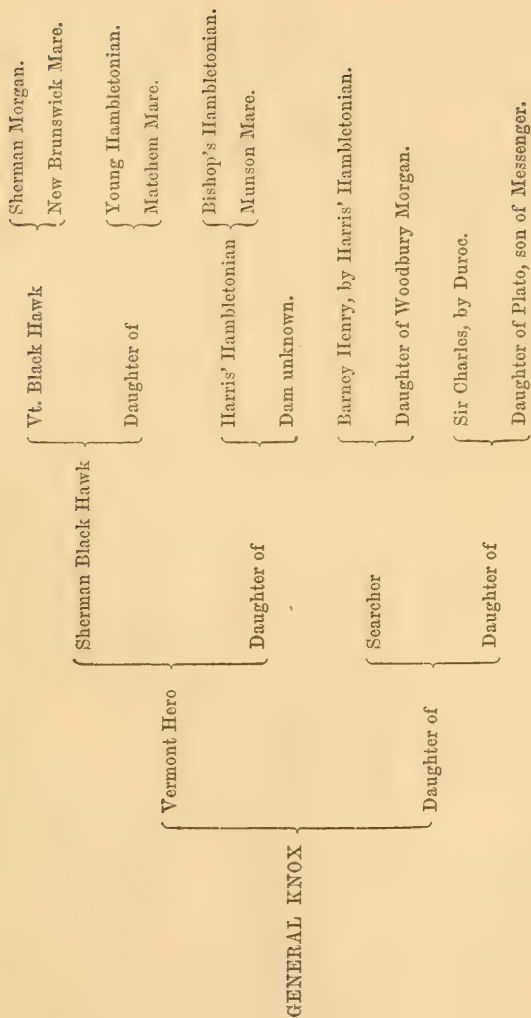 GENERAL KNOX
Vermont Hero
Daughter of
Sherman Black Hawk
Daughter of
Searcher
Daughter of
Vt. Black Hawk
Daughter of
Harris' Hambletonian
Dam unknown.
Barney Henry, by Harris' Hambletonian.
Daughter of Woodbury Morgan.
Sir Charles, by Duroc.
Daughter of Plato, son of Messenger.
Sherman Morgan.
New Brunswick Mare.
Young Hambletonian.
Matchem Mare.
Bishop's Hambletonian.
Munson Mare.